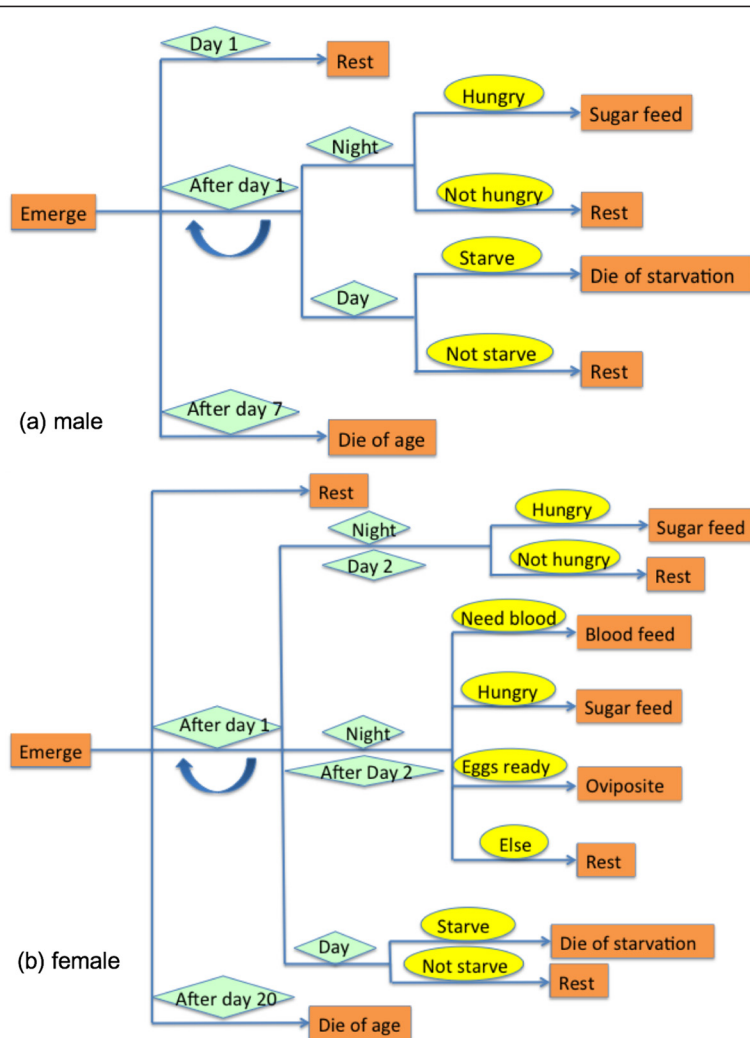 Day 1
Rest
Hungry
Sugar feed
Night
After day 1
Not hungry
Emerge
Rest
Starve
Die of starvation
Day
Not starve
Rest
After day 7
(a) male
Die of age
Rest
Hungry
Night
Sugar feed
Not hungry
Day 2
Rest
Need blood
Blood feed
Hungry
Sugar feed
After day 1
Night
Emerge
Eggs ready
After Day 2
Oviposite
Else
Rest
Starve
Day
Die of starvation
(b) female
Not starve
Rest
After day 20
Die of age